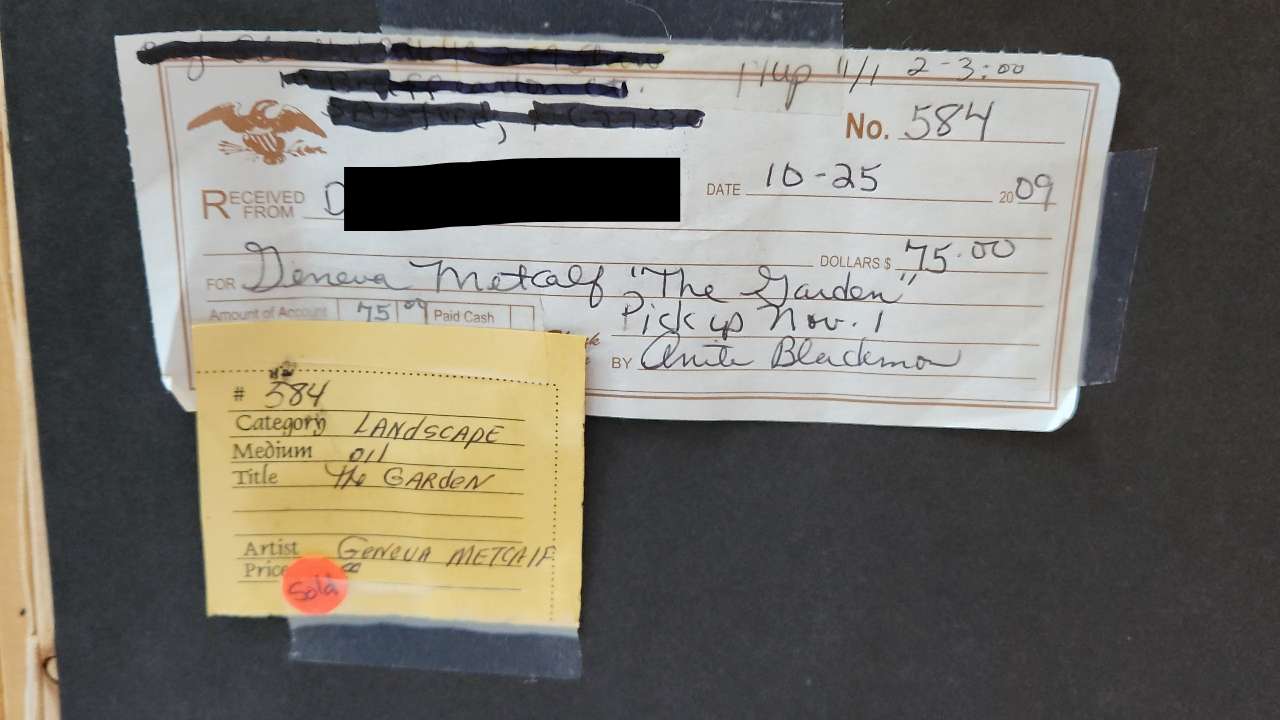 P/up 11/1 2-3:00
No. 584
RECEIVED FROM D
DATE 10-25 2009
DOLLARS $ 75.00
FOR Geneva Metcalf "The Garden"
Amount of Account 75 00 Paid Cash
Pick up Nov. 1
BY Anita Blackmon
# 584
Category LANDSCAPE
Medium oil
Title The GARDEN
Artist GENEVA METCALF
Price 00
Sold